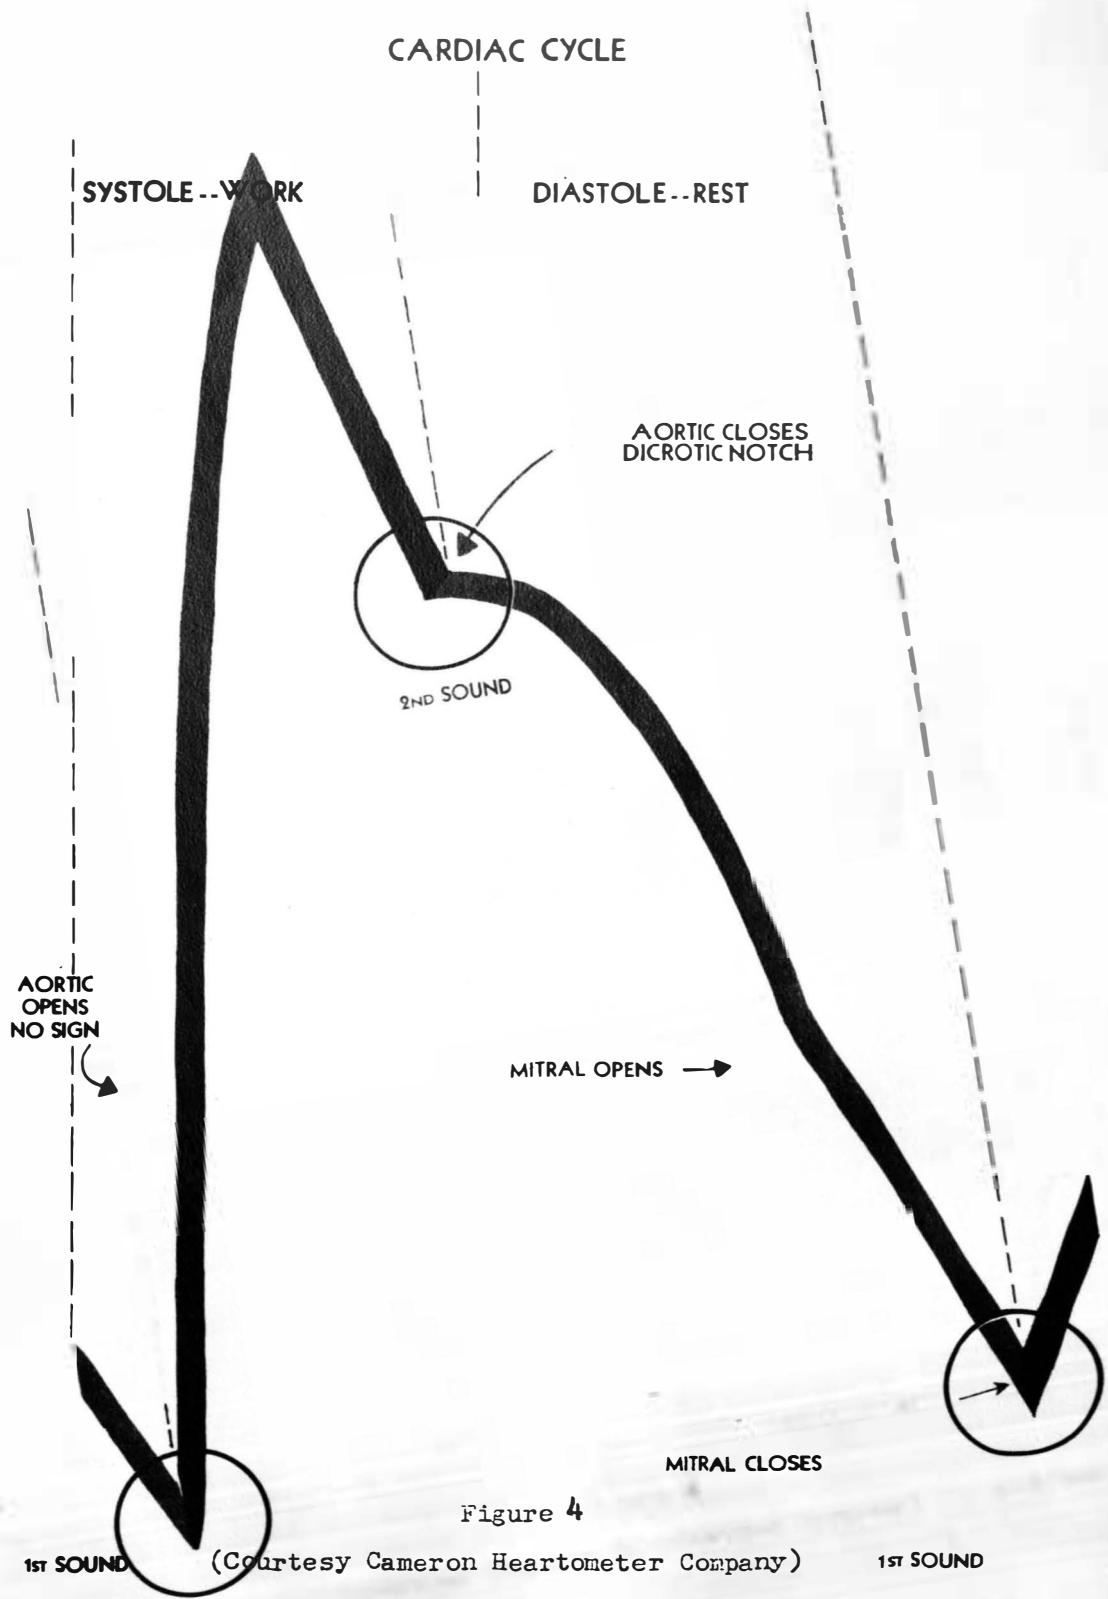 CARDIAC CYCLE
SYSTOLE--WORK
DIASTOLE--REST
AORTIC CLOSES
DICROTIC NOTCH
2ND SOUND
AORTIC
OPENS
NO SIGN
MITRAL OPENS
MITRAL CLOSES
Figure 4
1ST SOUND
(Courtesy Cameron Heartometer Company)
1ST SOUND